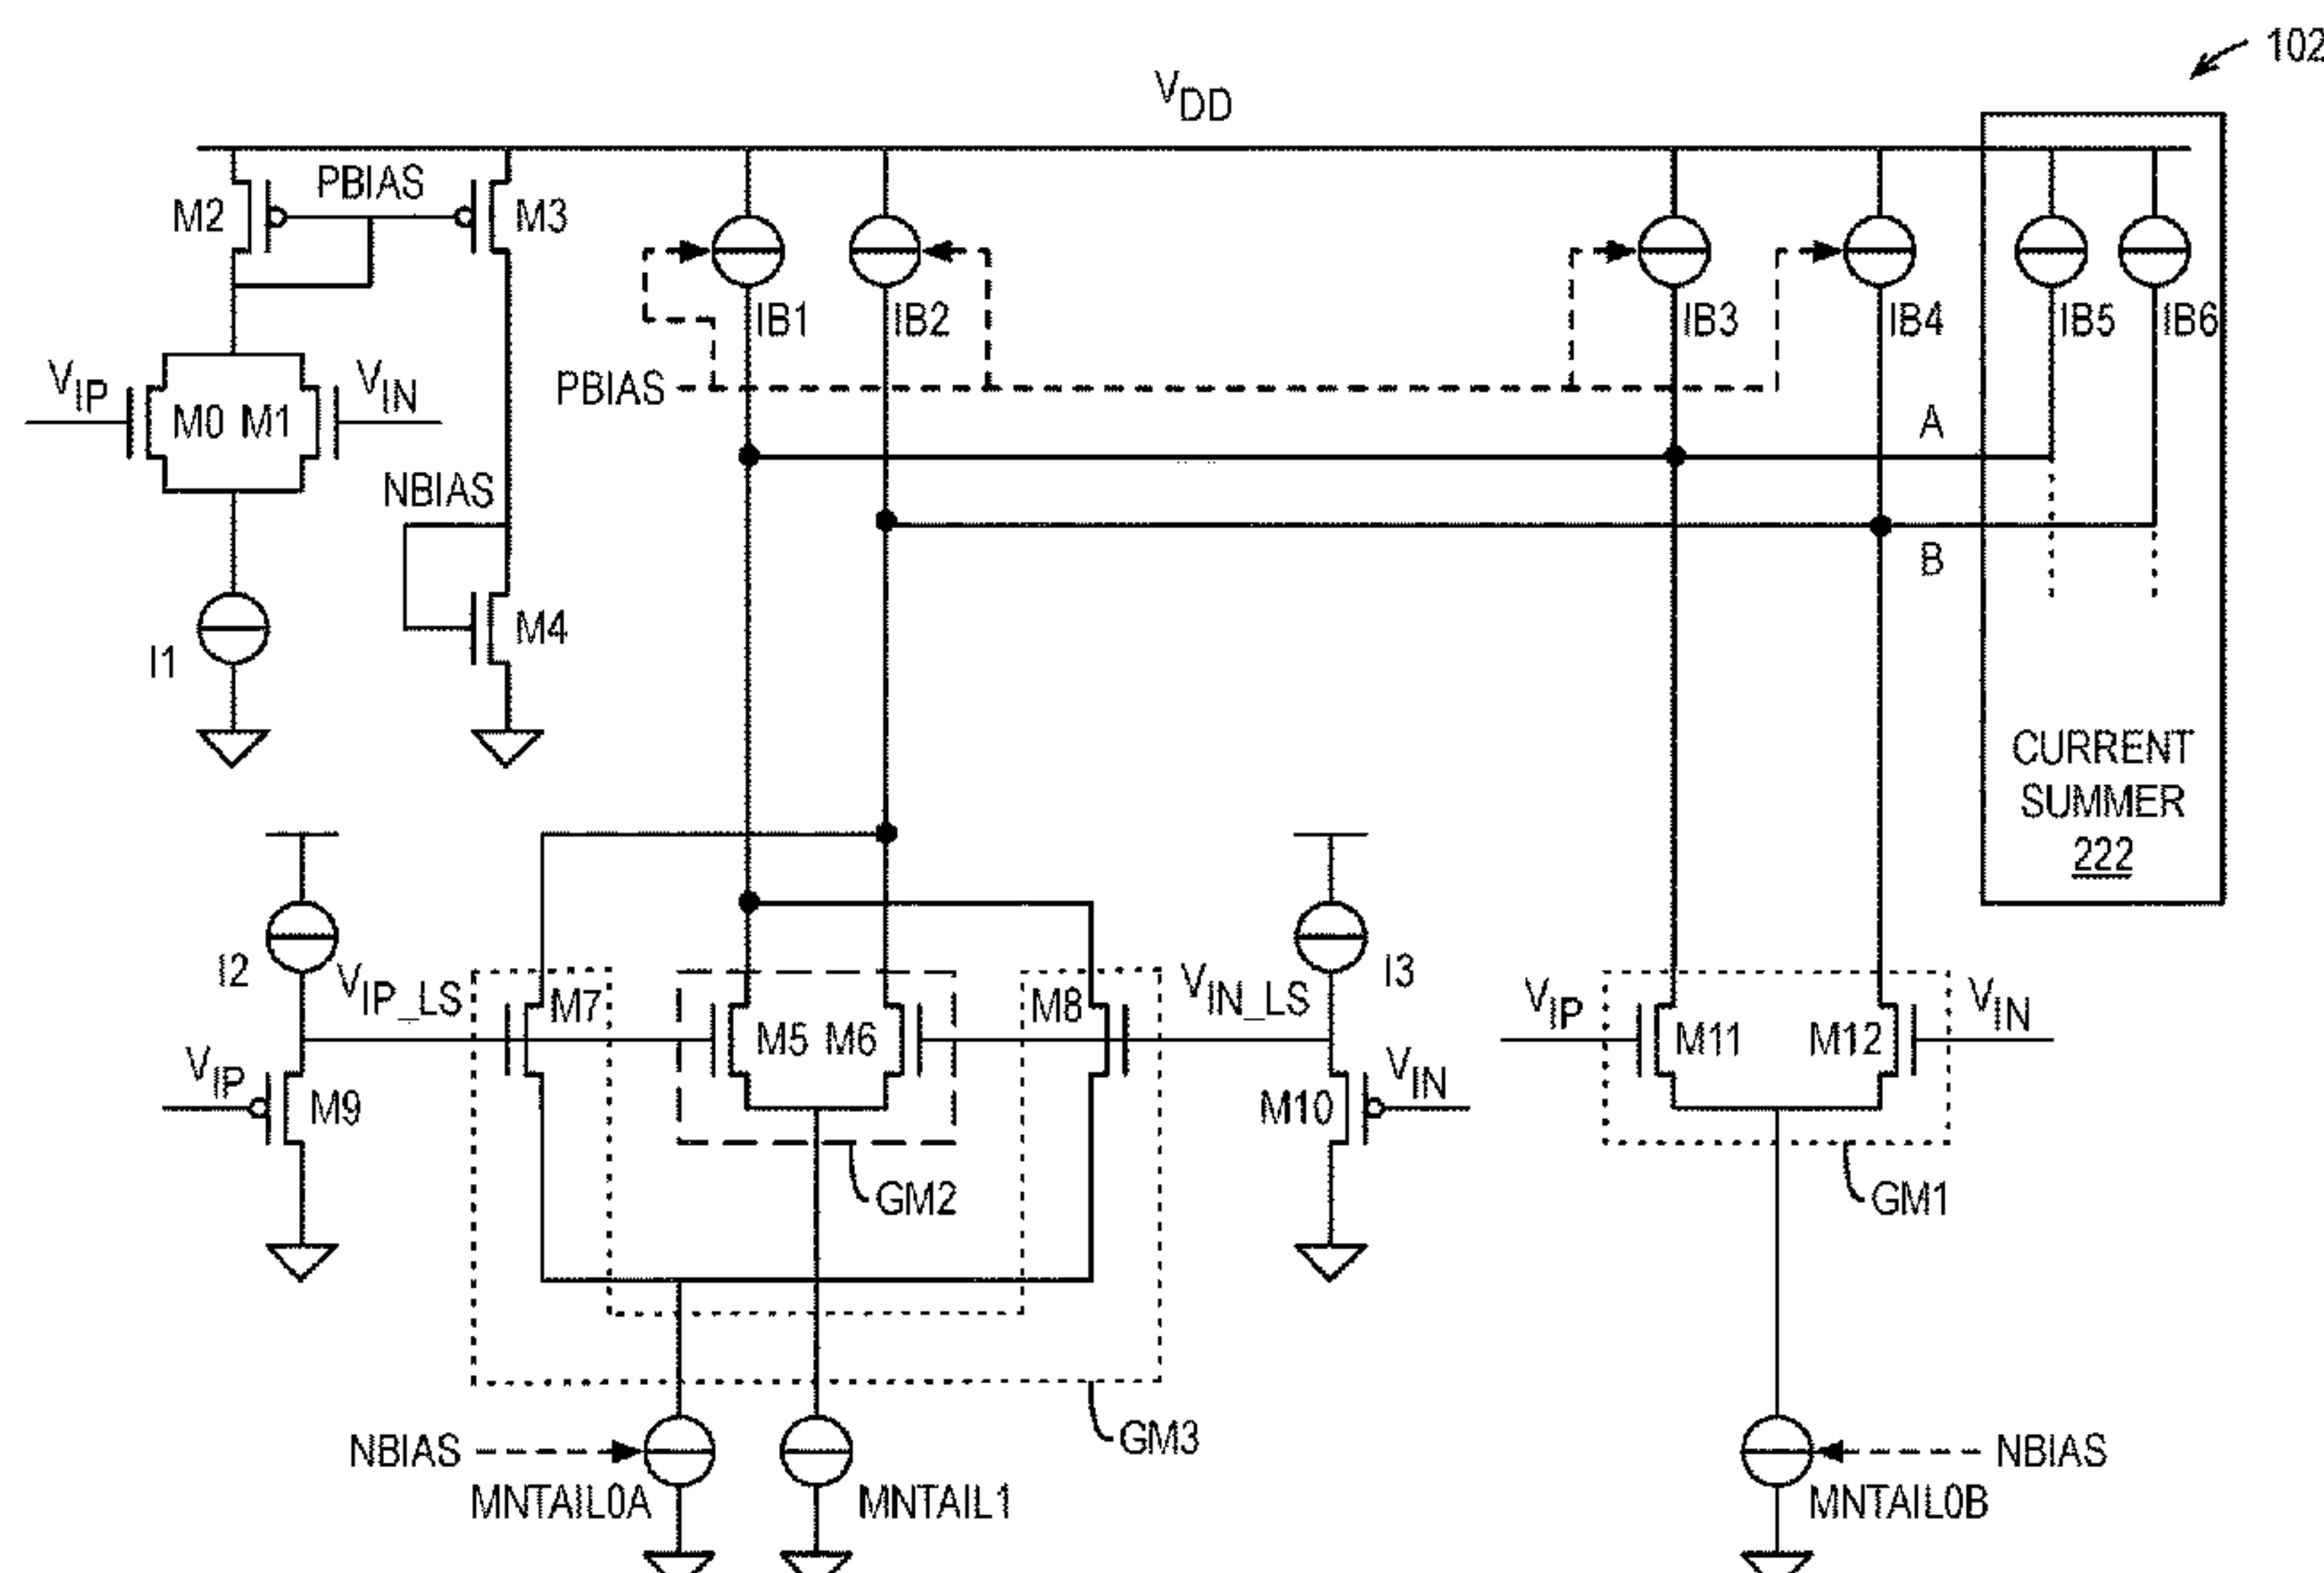 102
VDD
M2
PBIAS
M3
IB1
IB2
IB3
IB4
IB5
IB6
VIP
M0
M1
VIN
PBIAS
A
NBIAS
B
M4
I1
CURRENT
SUMMER
222
I2
VIP_LS
M7
M5
M6
M8
VIN_LS
I3
VIP
M11
M12
VIN
VIP
M9
M10
VIN
GM2
GM1
GM3
NBIAS
MNTAIL0A
MNTAIL1
NBIAS
MNTAIL0B